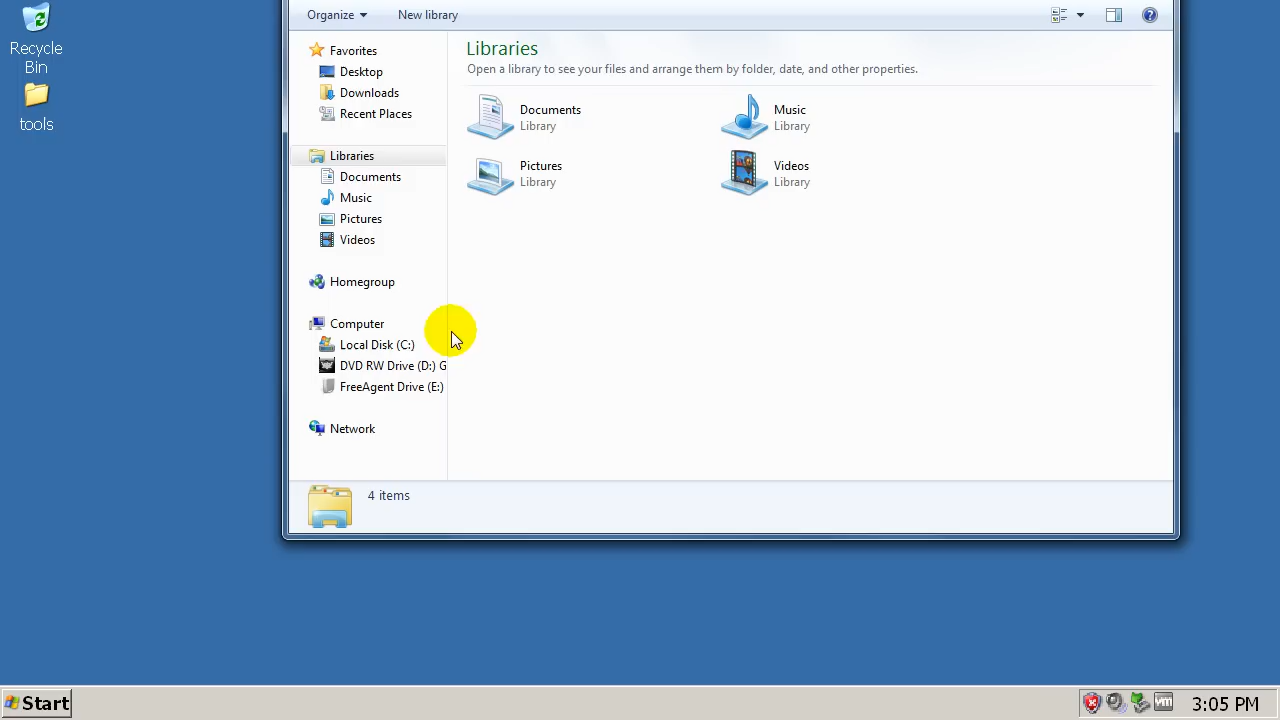 Recycle
Bin
tools
Organize
New library
Favorites
Desktop
Downloads
Recent Places
Libraries
Documents
Music
Pictures
Videos
Homegroup
Computer
Local Disk (C:)
DVD RW Drive (D:) G
FreeAgent Drive (E:)
Network
Libraries
Open a library to see your files and arrange them by folder, date, and other properties.
Documents
Library
Music
Library
Pictures
Library
Videos
Library
4 items
Start
vm
3:05 PM